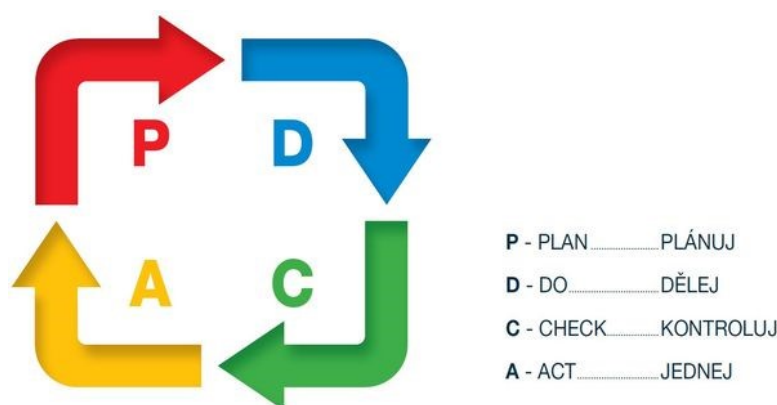 P D
A C
P - PLAN..............PLÁNUJ
D - DO..............DĚLEJ
C - CHECK..............KONTROLUJ
A - ACT..............JEDNEJ